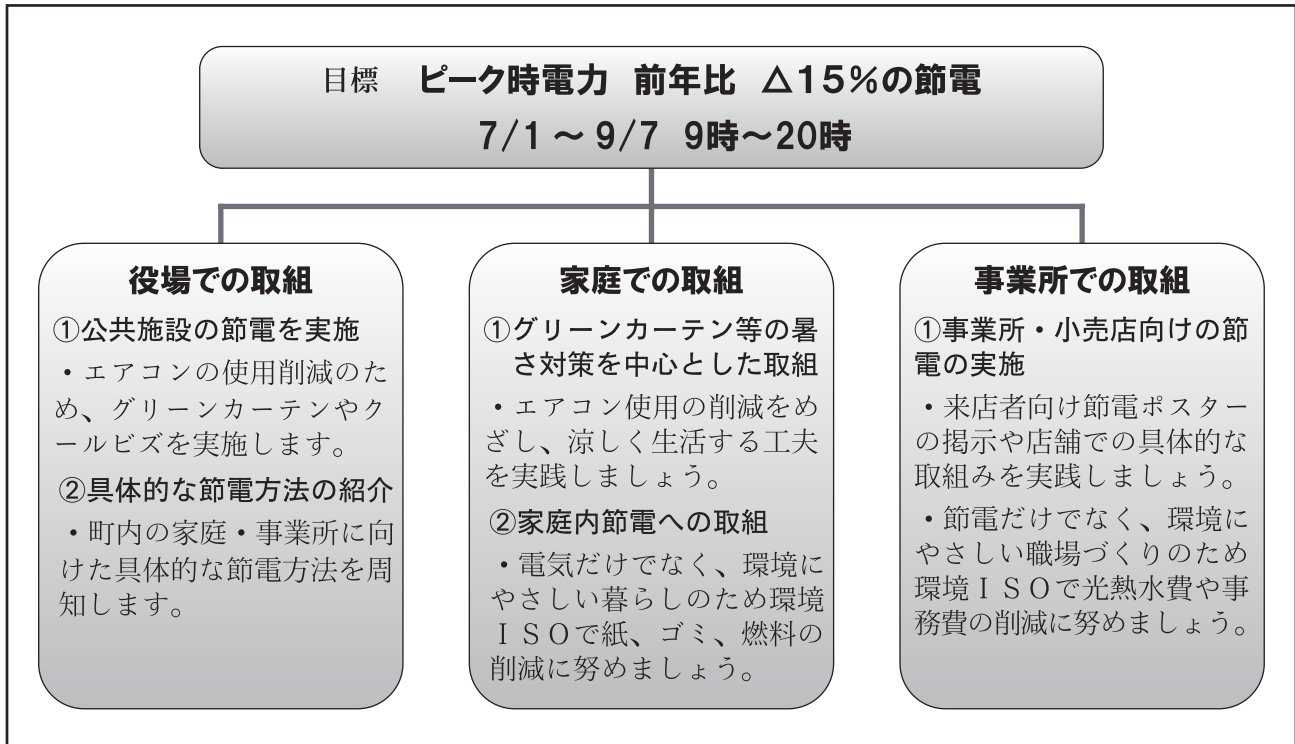 目標 ピーク時電力 前年比 △15%の節電
7/1 ~ 9/7 9時~20時
役場での取組
①公共施設の節電を実施
・エアコンの使用削減のた
め、グリーンカーテンやク
ールビズを実施します。
②具体的な節電方法の紹介
・町内の家庭・事業所に向
けた具体的な節電方法を周
知します。
家庭での取組
①グリーンカーテン等の暑
さ対策を中心とした取組
・エアコン使用の削減をめ
ざし、涼しく生活する工夫
を実践しましょう。
②家庭内節電への取組
・電気だけでなく、環境に
やさしい暮らしのため環境
ISOで紙、ゴミ、燃料の
削減に努めましょう。
事業所での取組
①事業所・小売店向けの節
電の実施
・来店者向け節電ポスター
の掲示や店舗での具体的な
取組みを実践しましょう。
・節電だけでなく、環境に
やさしい職場づくりのため
環境ISOで光熱水費や事
務費の削減に努めましょう。